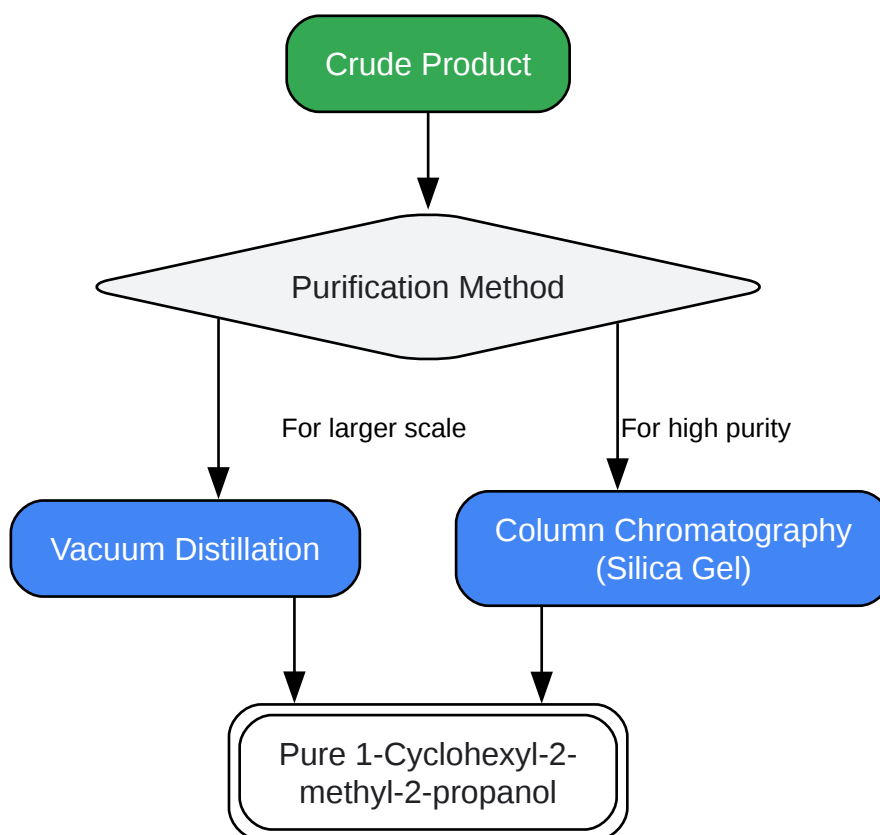 Crude Product
Purification Method
For larger scale
For high purity
Vacuum Distillation
Column Chromatography
(Silica Gel)
Pure 1-Cyclohexyl-2-
methyl-2-propanol